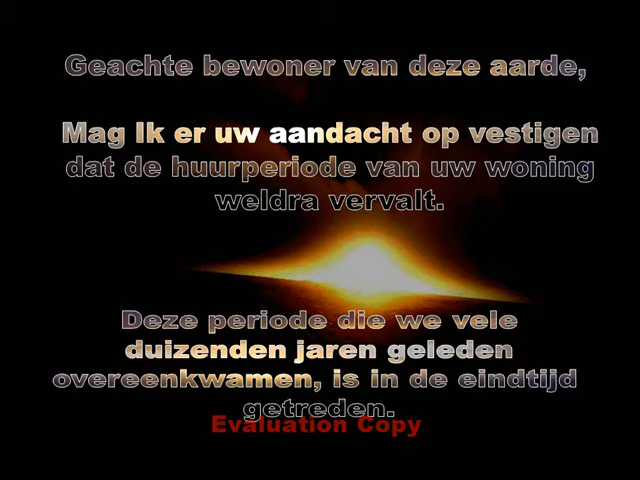 Geachte bewoner van deze aarde,
Mag Ik er uw aandacht op vestigen
dat de huurperiode van uw woning
weldra vervalt.
Deze periode die we vele
duizenden jaren geleden
overeenkwamen, is in de eindtijd
getreden.
Evaluation Copy